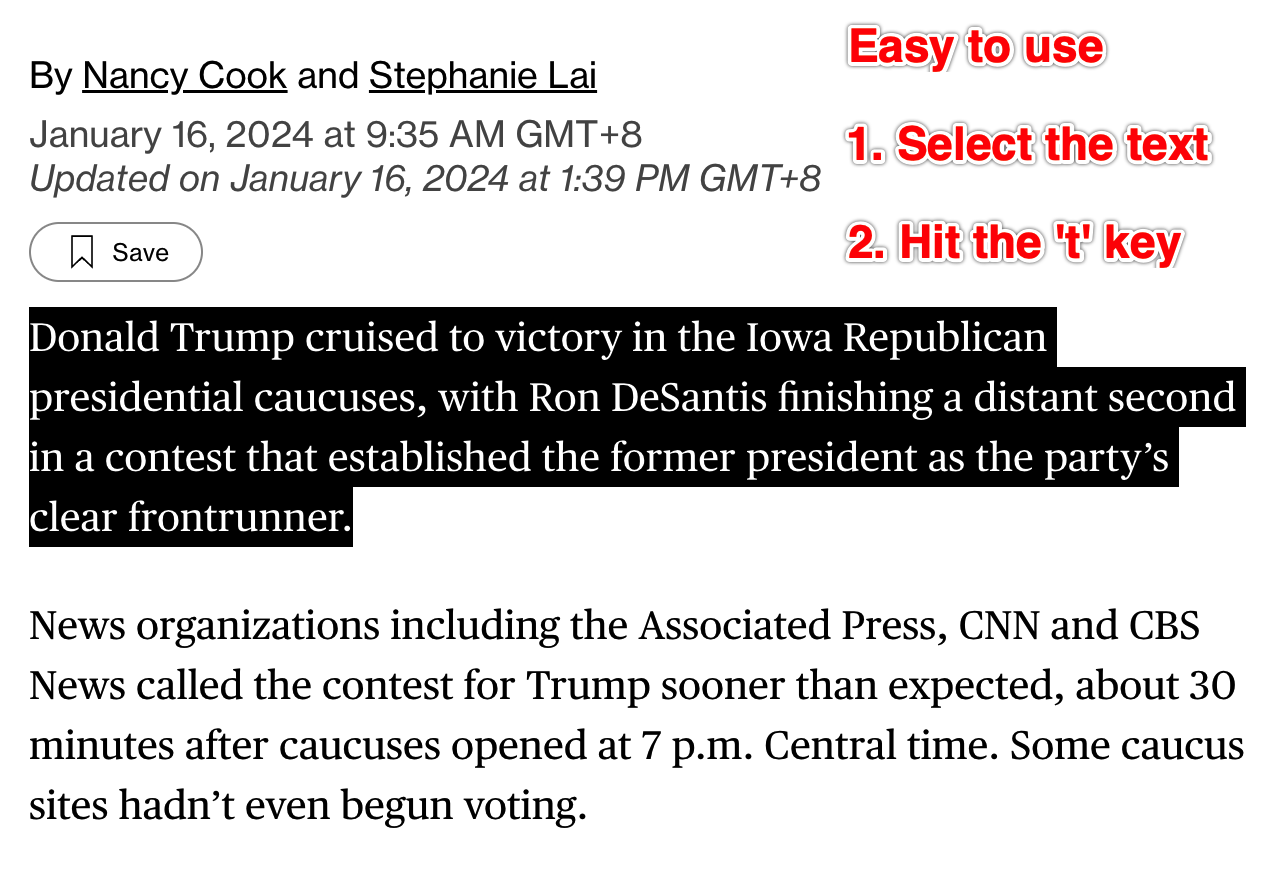 By Nancy Cook and Stephanie Lai
January 16, 2024 at 9:35 AM GMT+8
Updated on January 16, 2024 at 1:39 PM GMT+8
Save
Easy to use
1. Select the text
2. Hit the 't' key
Donald Trump cruised to victory in the Iowa Republican
presidential caucuses, with Ron DeSantis finishing a distant second
in a contest that established the former president as the party’s
clear frontrunner.
News organizations including the Associated Press, CNN and CBS
News called the contest for Trump sooner than expected, about 30
minutes after caucuses opened at 7 p.m. Central time. Some caucus
sites hadn’t even begun voting.